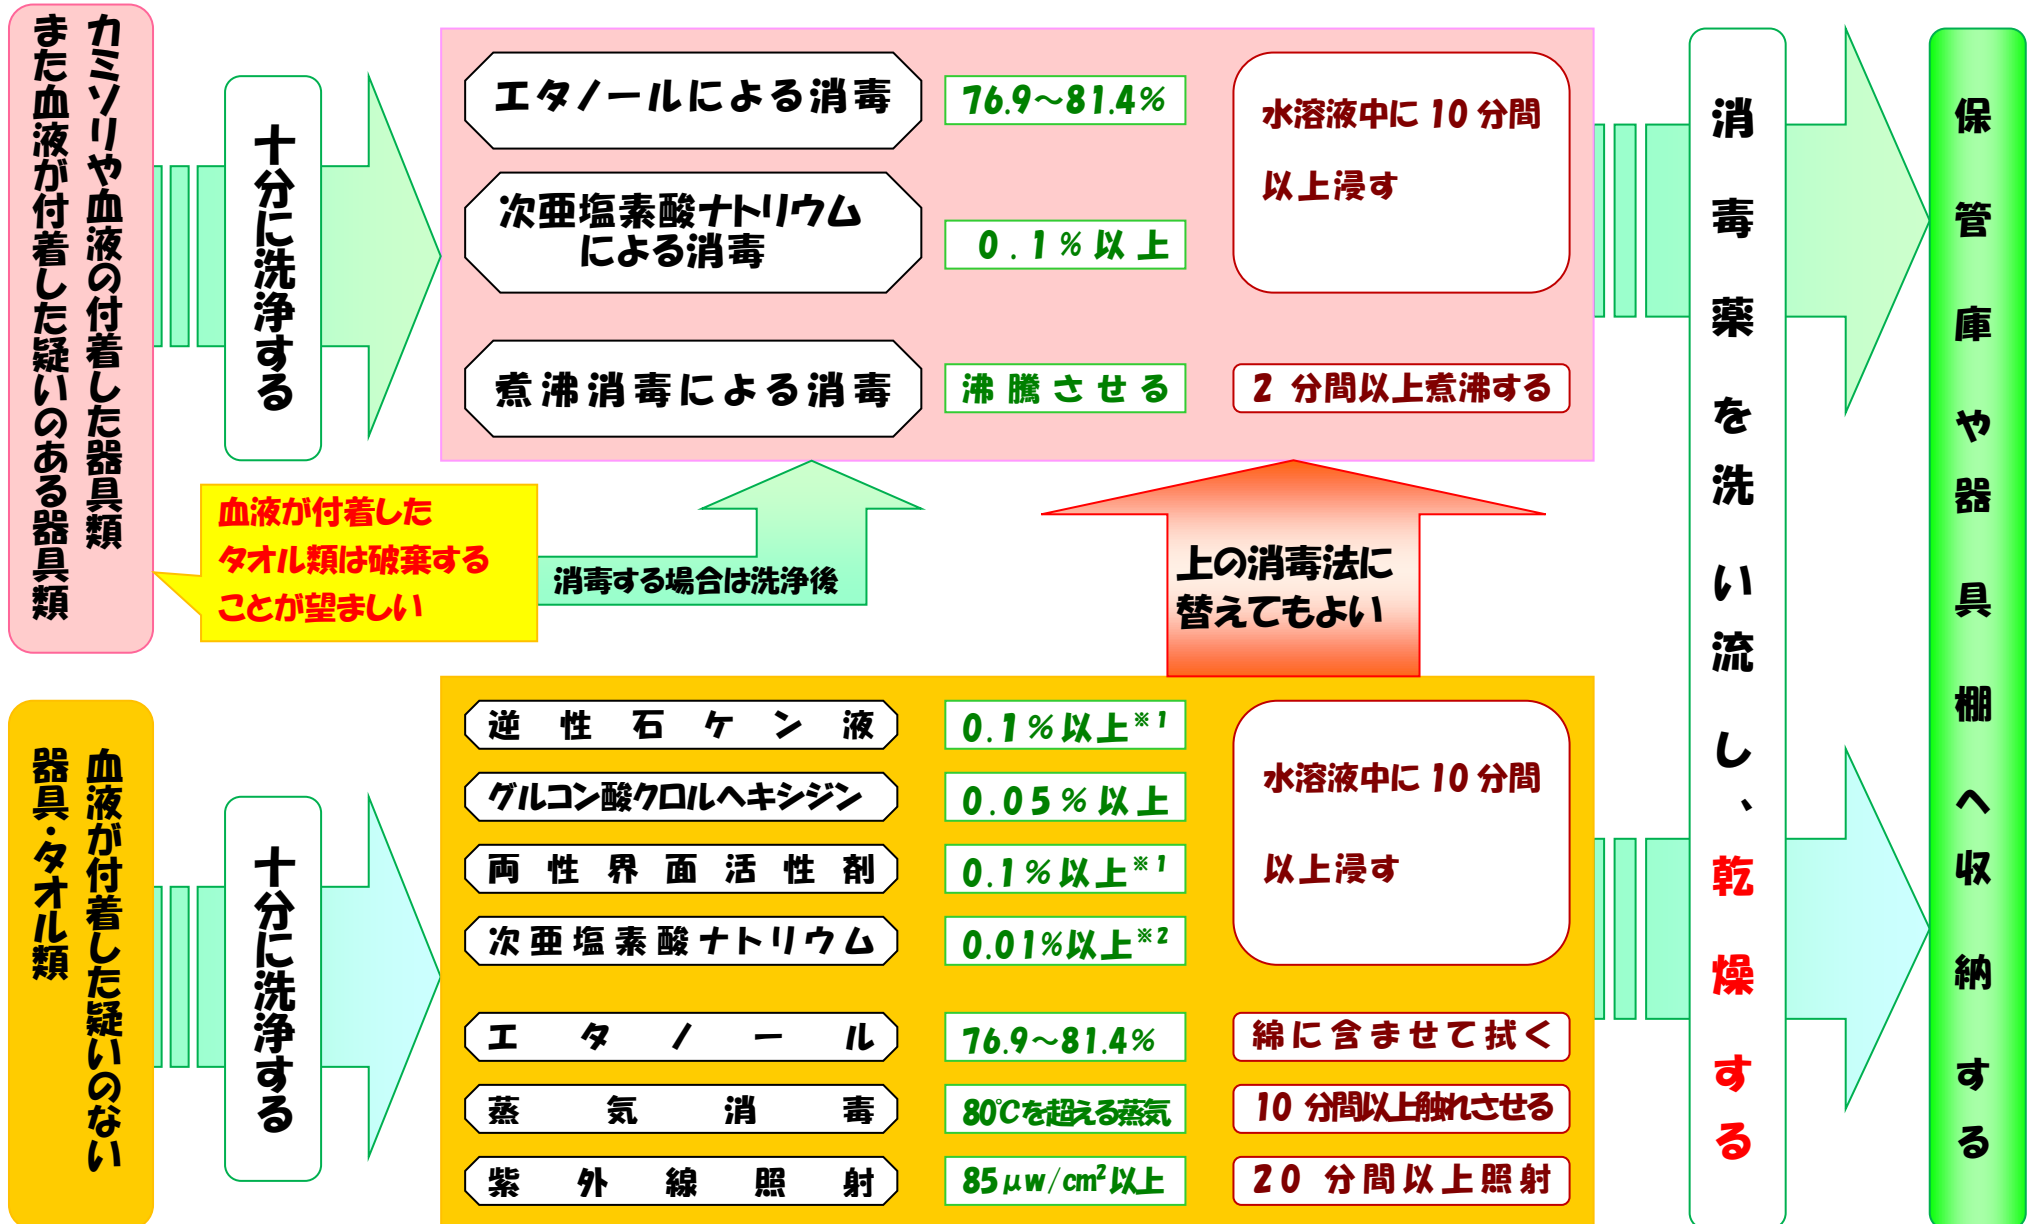 カミソリや血液の付着した器具類
また血液が付着した疑いのある器具類
十分に洗浄する
エタノールによる消毒
76.9～81.4%
次亜塩素酸ナトリウム
による消毒
0.1%以上
水溶液中に10分間
以上浸す
煮沸消毒による消毒
沸騰させる
2分間以上煮沸する
血液が付着した
タオル類は破棄する
ことが望ましい
消毒する場合は洗浄後
上の消毒法に
替えてもよい
血液が付着した疑いのない
器具・タオル類
十分に洗浄する
逆性石ケン液
0.1%以上※1
グルコン酸クロルヘキシジン
0.05%以上
両性界面活性剤
0.1%以上※1
次亜塩素酸ナトリウム
0.01%以上※2
水溶液中に10分間
以上浸す
エタノール
76.9～81.4%
綿に含ませて拭く
蒸気消毒
80℃を超える蒸気
10分間以上触れさせる
紫外線照射
85μw/cm²以上
20分間以上照射
消毒薬を洗い流し、乾燥する
保管庫や器具棚へ収納する